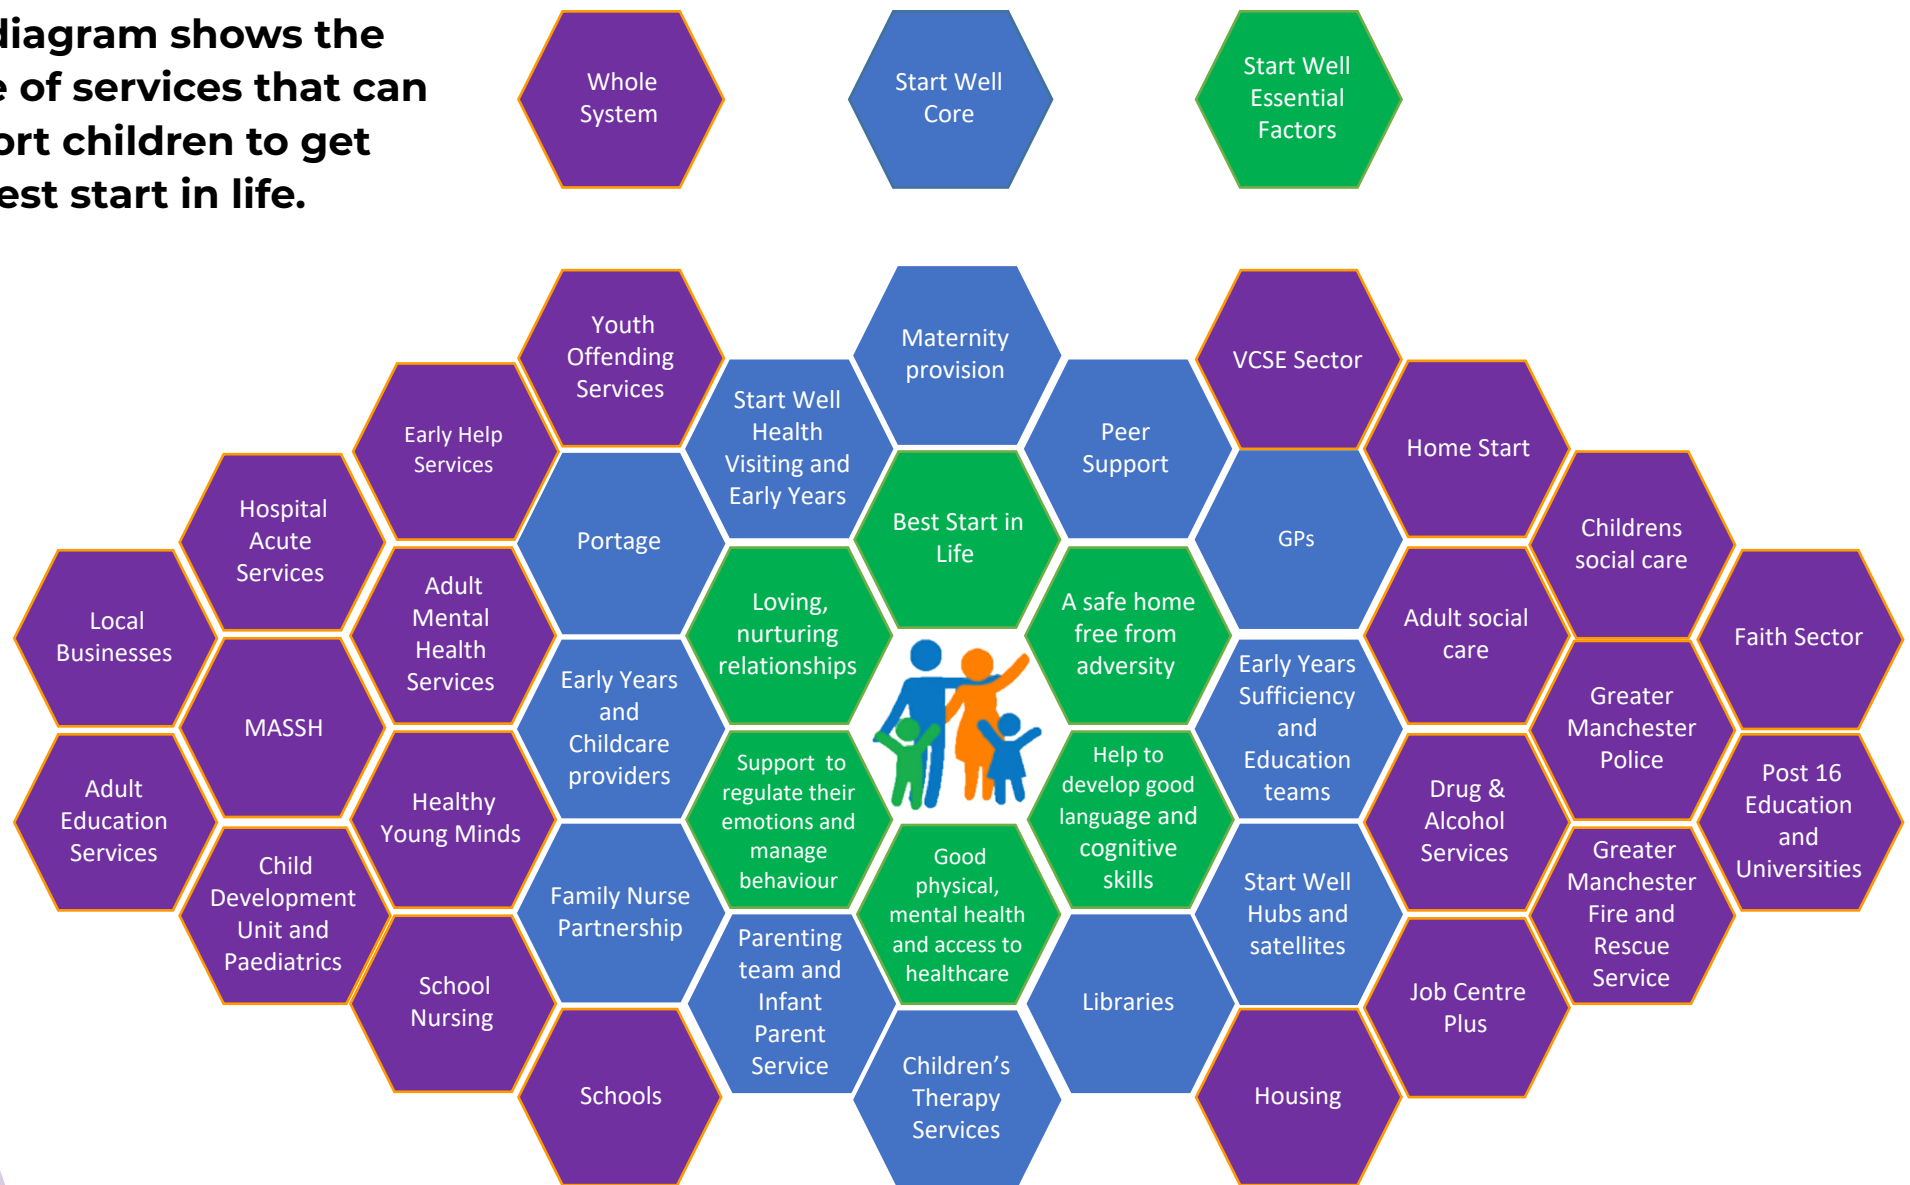 diagram shows the
of services that can
children to get
start in life.
Whole
System
Start Well
Core
Start Well
Essential
Factors
Youth
Offending
Services
Maternity
provision
VCSE Sector
Early Help
Services
Start Well
Health
Visiting and
Early Years
Peer
Support
Home Start
Hospital
Acute
Services
Portage
Best Start in
Life
GPs
Childrens
social care
Local
Businesses
Adult
Mental
Health
Services
Loving,
nurturing
relationships
A safe home
free from
adversity
Adult social
care
Faith Sector
MASSH
Early Years
and
Childcare
providers
Early Years
Sufficiency
and
Education
teams
Greater
Manchester
Police
Adult
Education
Services
Healthy
Young Minds
Support to
regulate their
emotions and
manage
behaviour
Help to
develop good
language and
cognitive
skills
Drug &
Alcohol
Services
Post 16
Education
and
Universities
Child
Development
Unit and
Paediatrics
Family Nurse
Partnership
Good
physical,
mental health
and access to
healthcare
Start Well
Hubs and
satellites
Greater
Manchester
Fire and
Rescue
Service
School
Nursing
Parenting
team and
Infant
Parent
Service
Libraries
Job Centre
Plus
Schools
Children’s
Therapy
Services
Housing